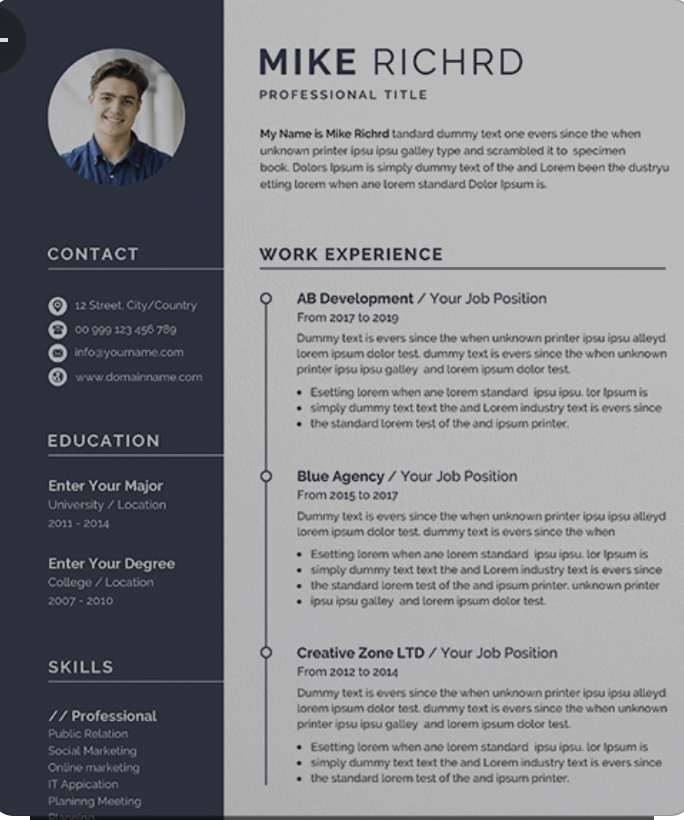 MIKE RICHRD
PROFESSIONAL TITLE
My Name is Mike Richrd tandard dummy text one evers since the when
unknown printer ipsu ipsu galley type and scrambled it to specimen
book. Dolors Ipsum is simply dummy text of the and Lorem been the dustryu
etting lorem when ane lorem standard Dolor Ipsum is.
CONTACT
12 Street, City/Country
00 999 123 456 789
info@yourname.com
www.domainname.com
EDUCATION
Enter Your Major
University / Location
2011 - 2014
Enter Your Degree
College / Location
2007 - 2010
SKILLS
// Professional
Public Relation
Social Marketing
Online marketing
IT Appication
Planinng Meeting
WORK EXPERIENCE
AB Development / Your Job Position
From 2017 to 2019
Dummy text is evers since the when unknown printer ipsu ipsu alleyd
lorem ipsum dolor test. dummy text is evers since the when unknown
printer ipsu ipsu galley and lorem ipsum dolor test.
• Esetting lorem when ane lorem standard ipsu ipsu. lor Ipsum is
• simply dummy text text the and Lorem industry text is evers since
• the standard lorem test of the and ipsum printer.
Blue Agency / Your Job Position
From 2015 to 2017
Dummy text is evers since the when unknown printer ipsu ipsu alleyd
lorem ipsum dolor test. dummy text is evers since the when
• Esetting lorem when ane lorem standard ipsu ipsu. lor Ipsum is
• simply dummy text text the and Lorem industry text is evers since
• the standard lorem test of the and ipsum printer. unknown printer
• ipsu ipsu galley and lorem ipsum dolor test.
Creative Zone LTD / Your Job Position
From 2012 to 2014
Dummy text is evers since the when unknown printer ipsu ipsu alleyd
lorem ipsum dolor test. dummy text is evers since the when unknown
printer ipsu ipsu galley and lorem ipsum dolor test.
• Esetting lorem when ane lorem standard ipsu ipsu. lor Ipsum is
• simply dummy text text the and Lorem industry text is evers since
• the standard lorem test of the and ipsum printer.